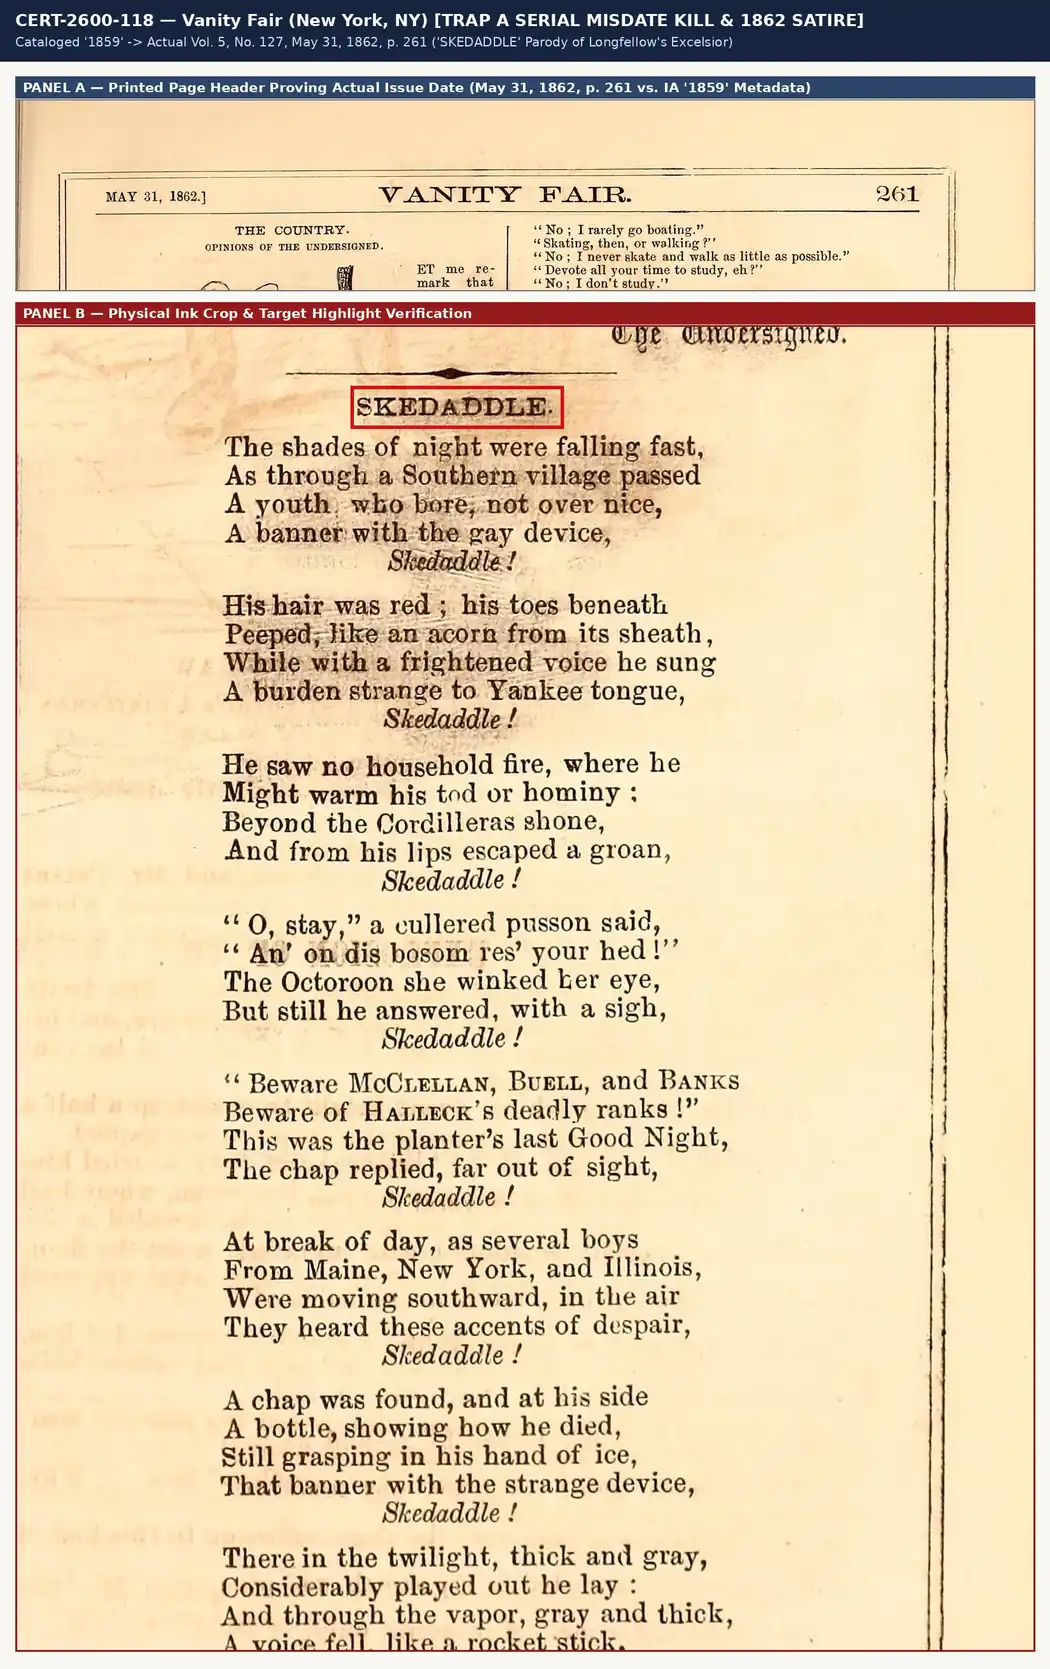 CERT-2600-118 — Vanity Fair (New York, NY) [TRAP A SERIAL MISDATE KILL & 1862 SATIRE]
Cataloged '1859' -> Actual Vol. 5, No. 127, May 31, 1862, p. 261 ('SKEDADDLE' Parody of Longfellow's Excelsior)
PANEL A — Printed Page Header Proving Actual Issue Date (May 31, 1862, p. 261 vs. IA '1859' Metadata)
MAY 31, 1862.] VANITY FAIR. 261
THE COUNTRY.
OPINIONS OF THE UNDERSIGNED.
ET me re-
mark that
“ No ; I rarely go boating.”
“ Skating, then, or walking ?”
“ No ; I never skate and walk as little as possible.”
“ Devote all your time to study, eh ?”
“ No ; I don't study.”
PANEL B — Physical Ink Crop & Target Highlight Verification
The Undersigned.
SKEDADDLE.
The shades of night were falling fast,
As through a Southern village passed
A youth, who bore, not over nice,
A banner with the gay device,
Skedaddle !
His hair was red ; his toes beneath
Peeped, like an acorn from its sheath,
While with a frightened voice he sung
A burden strange to Yankee tongue,
Skedaddle !
He saw no household fire, where he
Might warm his tod or hominy ;
Beyond the Cordilleras shone,
And from his lips escaped a groan,
Skedaddle !
“ O, stay,” a cullered pusson said,
“ An' on dis bosom res' your hed !”
The Octoroon she winked her eye,
But still he answered, with a sigh,
Skedaddle !
“ Beware McClellan, Buell, and Banks
Beware of Halleck's deadly ranks !”
This was the planter's last Good Night,
The chap replied, far out of sight,
Skedaddle !
At break of day, as several boys
From Maine, New York, and Illinois,
Were moving southward, in the air
They heard these accents of despair,
Skedaddle !
A chap was found, and at his side
A bottle, showing how he died,
Still grasping in his hand of ice,
That banner with the strange device,
Skedaddle !
There in the twilight, thick and gray,
Considerably played out he lay :
And through the vapor, gray and thick,
A voice fell, like a rocket stick,